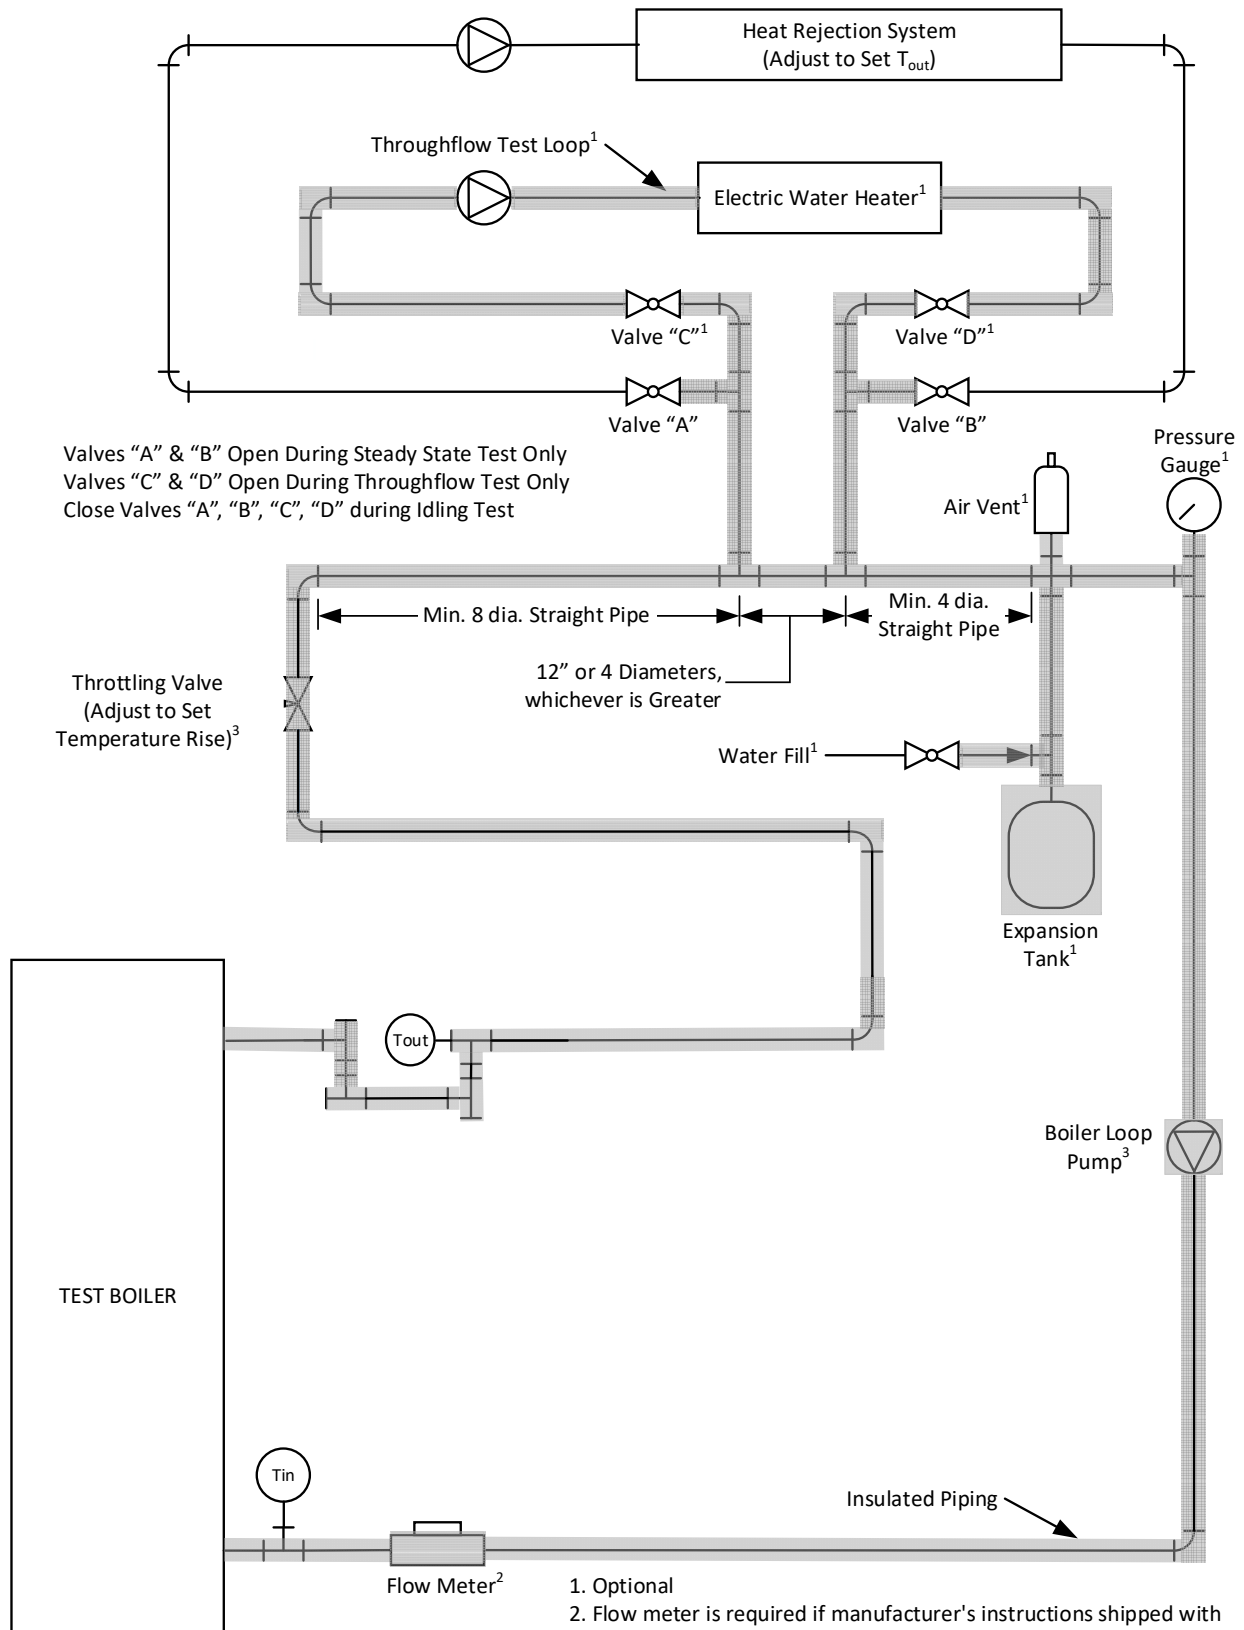 Heat Rejection System
(Adjust to Set Tout)
Throughflow Test Loop1
Electric Water Heater1
Valve “C”1
Valve “D”1
Valve “A”
Valve “B”
Valves “A” & “B” Open During Steady State Test Only
Valves “C” & “D” Open During Throughflow Test Only
Close Valves “A”, “B”, “C”, “D” during Idling Test
Pressure
Gauge1
Air Vent1
Min. 8 dia. Straight Pipe
Min. 4 dia.
Straight Pipe
12” or 4 Diameters,
whichever is Greater
Throttling Valve
(Adjust to Set
Temperature Rise)3
Water Fill1
Expansion
Tank1
Tout
Boiler Loop
Pump3
TEST BOILER
Tin
Insulated Piping
Flow Meter2
1. Optional
2. Flow meter is required if manufacturer's instructions shipped with